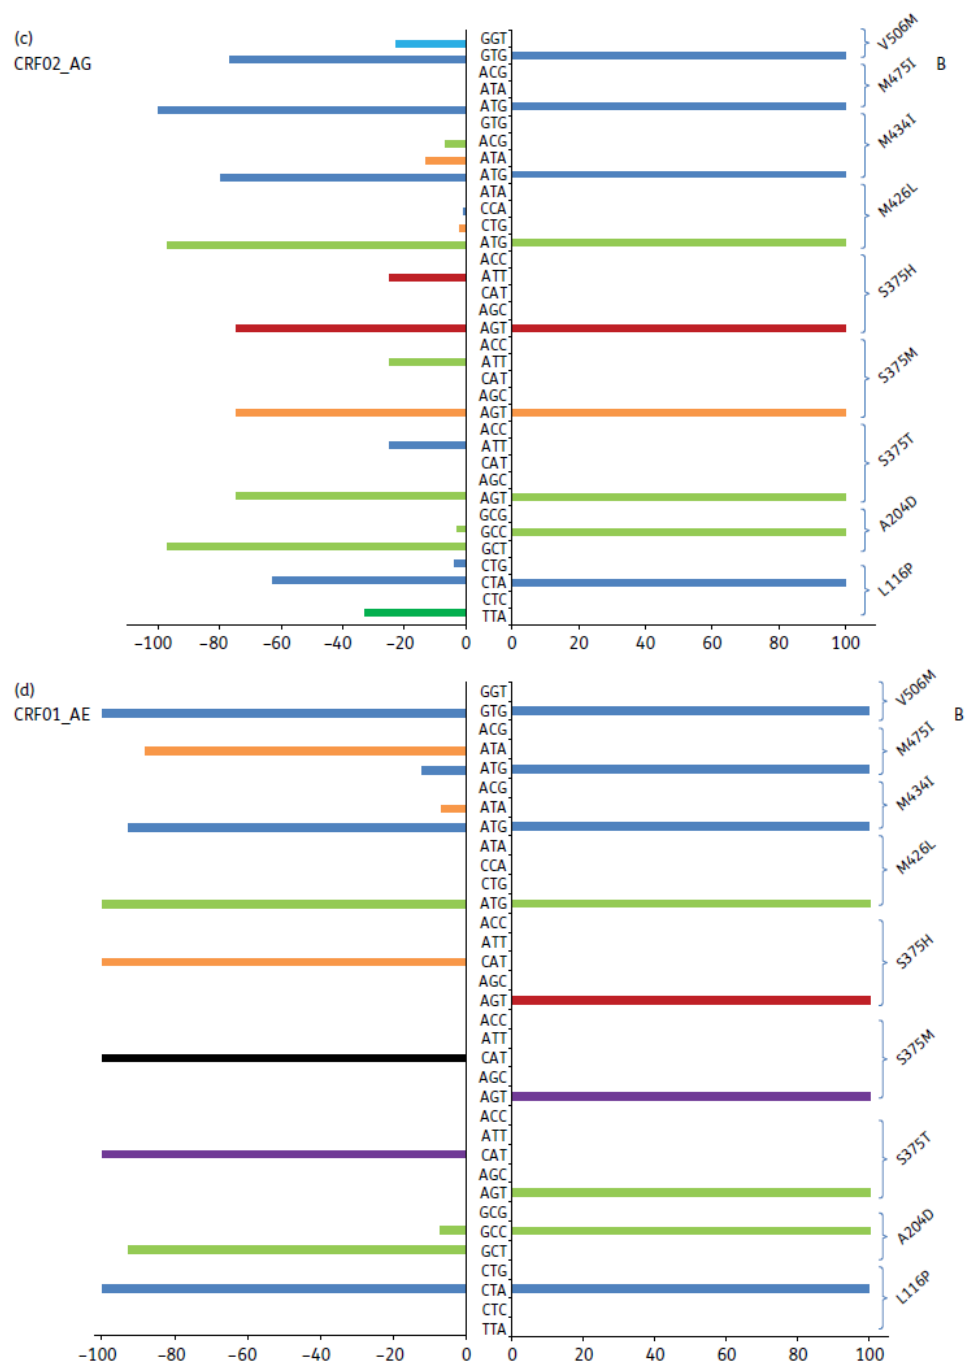 (c)
CRF02_AG
B
GGT
GTG
ACG
ATA
ATG
GTG
ACG
ATA
ATG
ATA
CCA
CTG
ATG
ACC
ATT
CAT
AGC
AGT
ACC
ATT
CAT
AGC
AGT
ACC
ATT
CAT
AGC
AGT
GCG
GCC
GCT
CTG
CTA
CTC
TTA
V506M
M475I
M434I
M426L
S375H
S375M
S375T
A204D
L116P
−100 −80 −60 −40 −20 0 0 20 40 60 80 100
(d)
CRF01_AE
B
GGT
GTG
ACG
ATA
ATG
ACG
ATA
ATG
ATA
CCA
CTG
ATG
ACC
ATT
CAT
AGC
AGT
ACC
ATT
CAT
AGC
AGT
ACC
ATT
CAT
AGC
AGT
GCG
GCC
GCT
CTG
CTA
CTC
TTA
V506M
M475I
M434I
M426L
S375H
S375M
S375T
A204D
L116P
−100 −80 −60 −40 −20 0 0 20 40 60 80 100